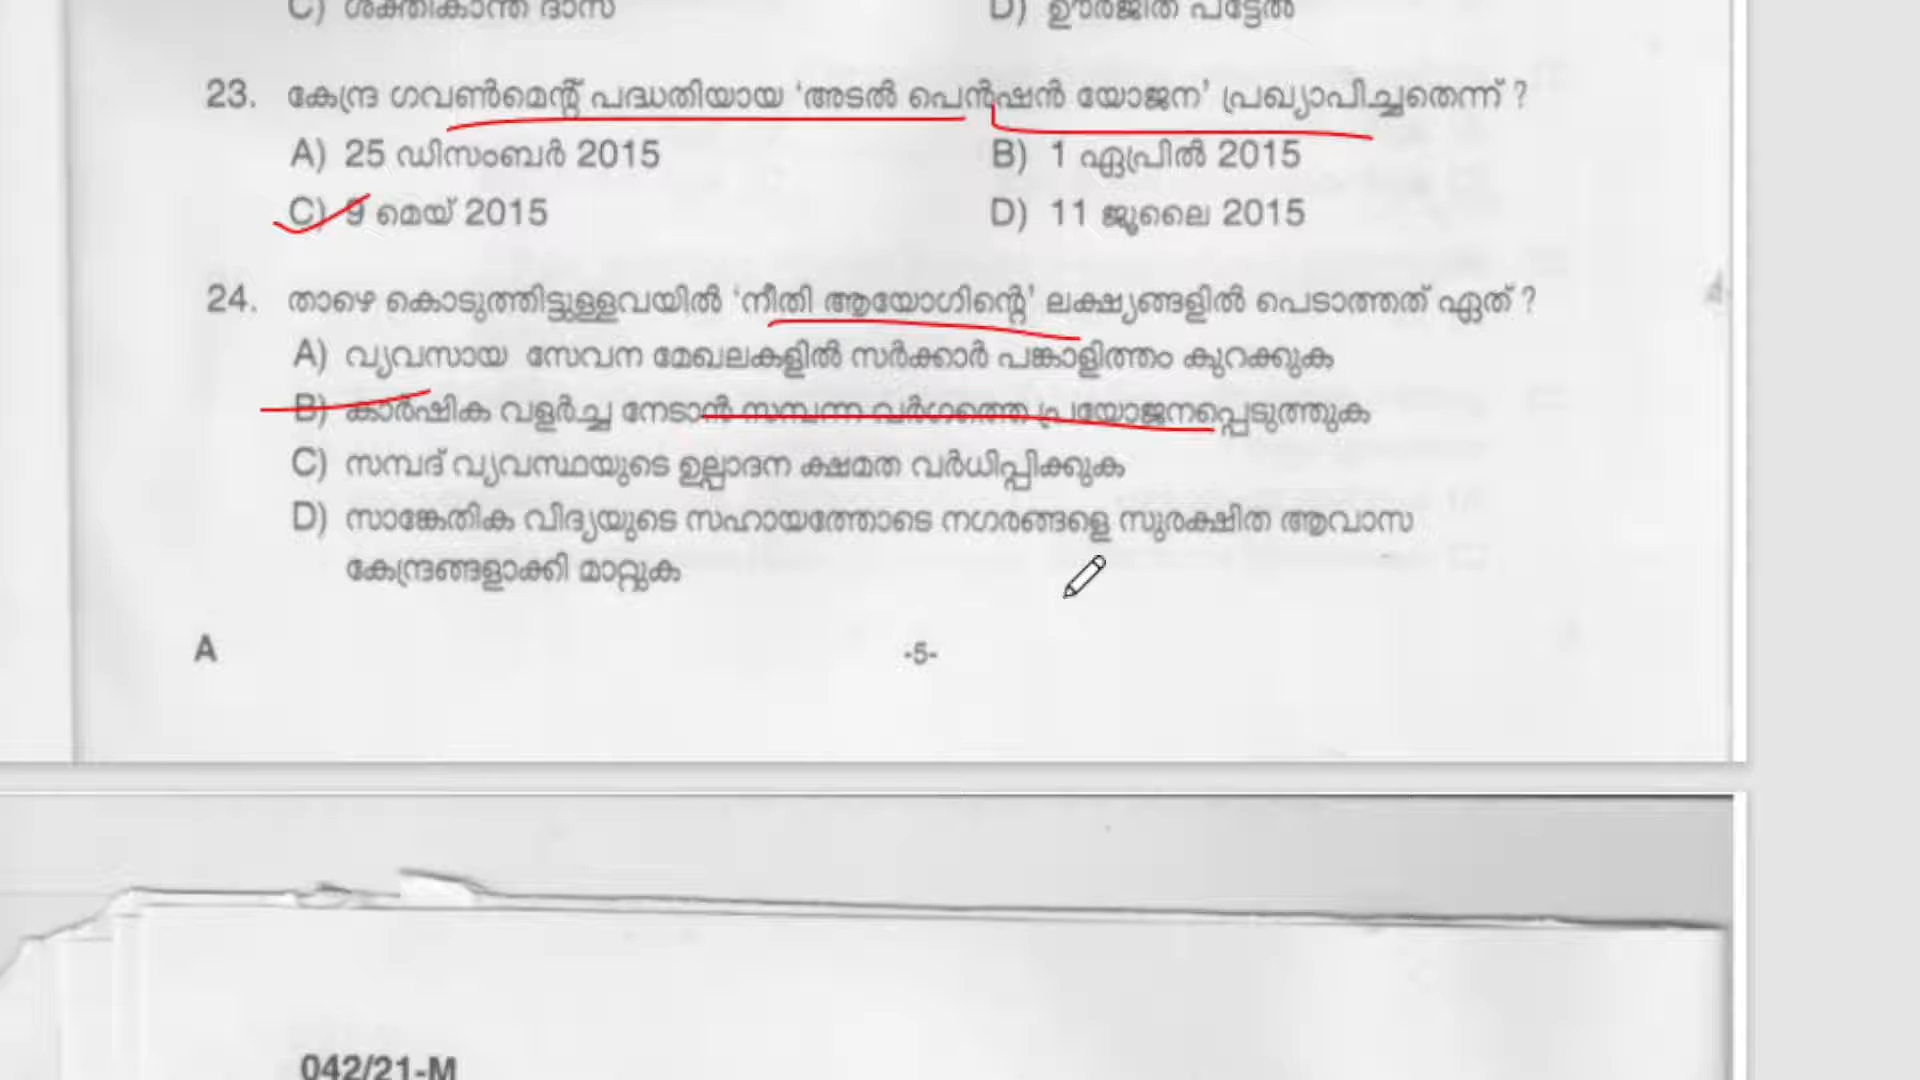 C) ശക്തികാന്ത ദാസ് D) ഊർജിത് പട്ടേൽ
23. കേന്ദ്ര ഗവൺമെന്റ് പദ്ധതിയായ ‘അടൽ പെൻഷൻ യോജന’ പ്രഖ്യാപിച്ചതെന്ന് ?
A) 25 ഡിസംബർ 2015 B) 1 ഏപ്രിൽ 2015
C) 9 മെയ് 2015 D) 11 ജൂലൈ 2015
24. താഴെ കൊടുത്തിട്ടുള്ളവയിൽ ‘നീതി ആയോഗിന്റെ’ ലക്ഷ്യങ്ങളിൽ പെടാത്തത് ഏത് ?
A) വ്യവസായ സേവന മേഖലകളിൽ സർക്കാർ പങ്കാളിത്തം കുറക്കുക
B) കാർഷിക വളർച്ച നേടാൻ സമ്പന്ന വർഗത്തെ പ്രയോജനപ്പെടുത്തുക
C) സമ്പദ് വ്യവസ്ഥയുടെ ഉല്പാദന ക്ഷമത വർധിപ്പിക്കുക
D) സാങ്കേതിക വിദ്യയുടെ സഹായത്തോടെ നഗരങ്ങളെ സുരക്ഷിത ആവാസ
കേന്ദ്രങ്ങളാക്കി മാറ്റുക
A -5-
042/21-M